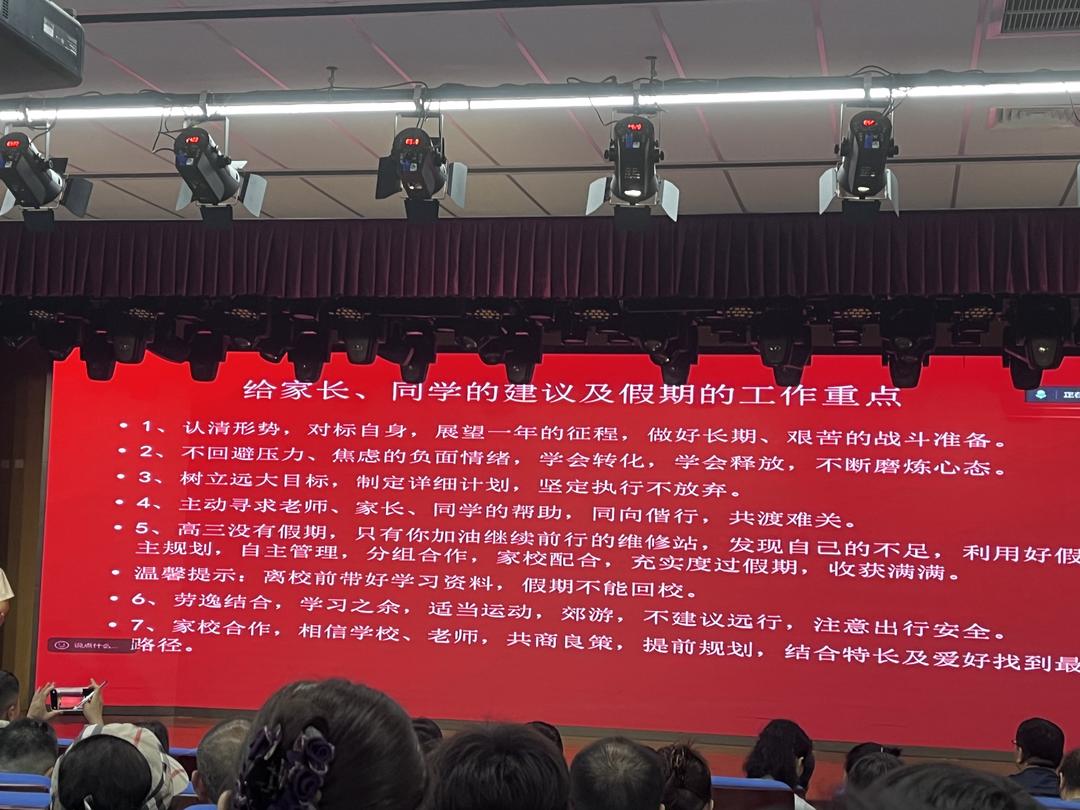 给家长、同学的建议及假期的工作重点
• 1、认清形势，对标自身，展望一年的征程，做好长期、艰苦的战斗准备。
• 2、不回避压力、焦虑的负面情绪，学会转化，学会释放，不断磨炼心态。
• 3、树立远大目标，制定详细计划，坚定执行不放弃。
• 4、主动寻求老师、家长、同学的帮助，同向偕行，共渡难关。
• 5、高三没有假期，只有你加油继续前行的维修站，发现自己的不足，利用好假
主规划，自主管理，分组合作，家校配合，充实度过假期，收获满满。
• 温馨提示：离校前带好学习资料，假期不能回校。
• 6、劳逸结合，学习之余，适当运动，郊游，不建议远行，注意出行安全。
• 7、家校合作，相信学校、老师，共商良策，提前规划，结合特长及爱好找到最
路径。
说点什么...
正在